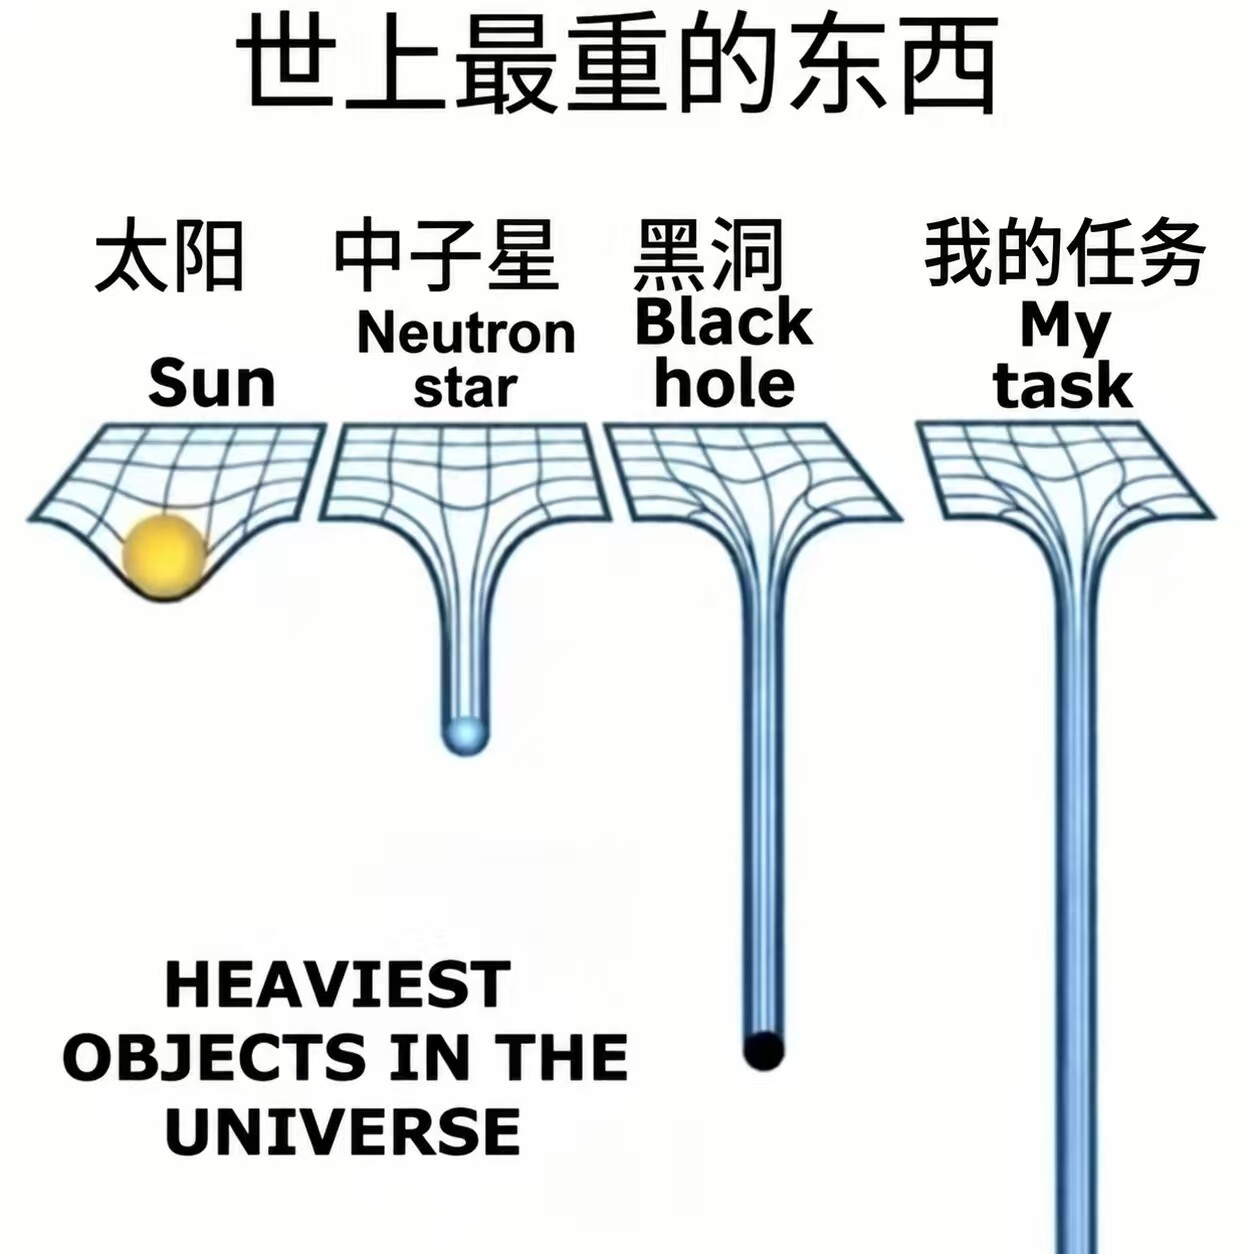 世上最重的东西
太阳
中子星
黑洞
我的任务
Sun
Neutron
star
Black
hole
My
task
HEAVIEST
OBJECTS IN THE
UNIVERSE